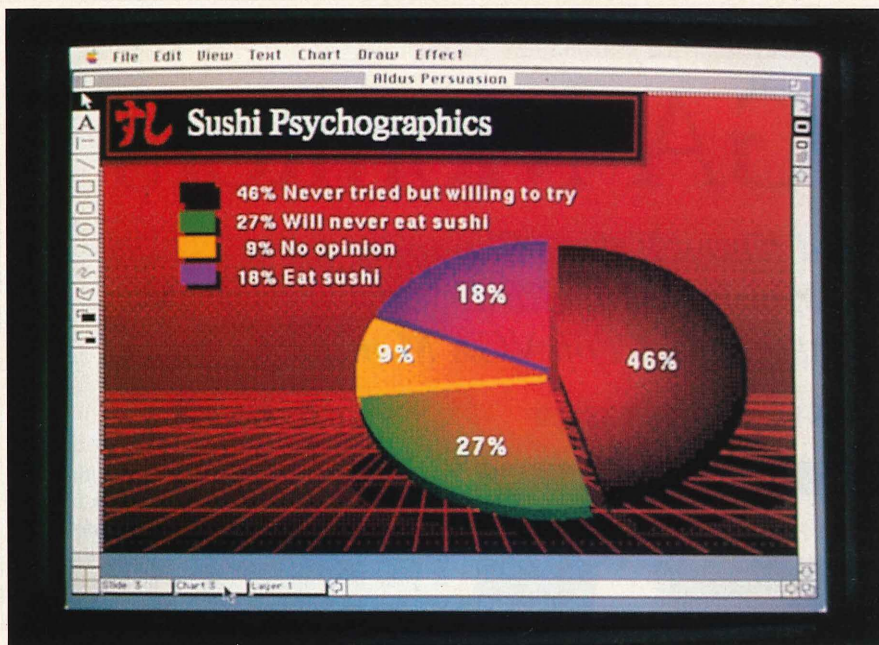 File Edit View Text Chart Draw Effect
Aldus Persuasion
A
Sushi Psychographics
46% Never tried but willing to try
27% Will never eat sushi
9% No opinion
18% Eat sushi
18%
9%
46%
27%
Slide 3 Chart 3 Layer 1